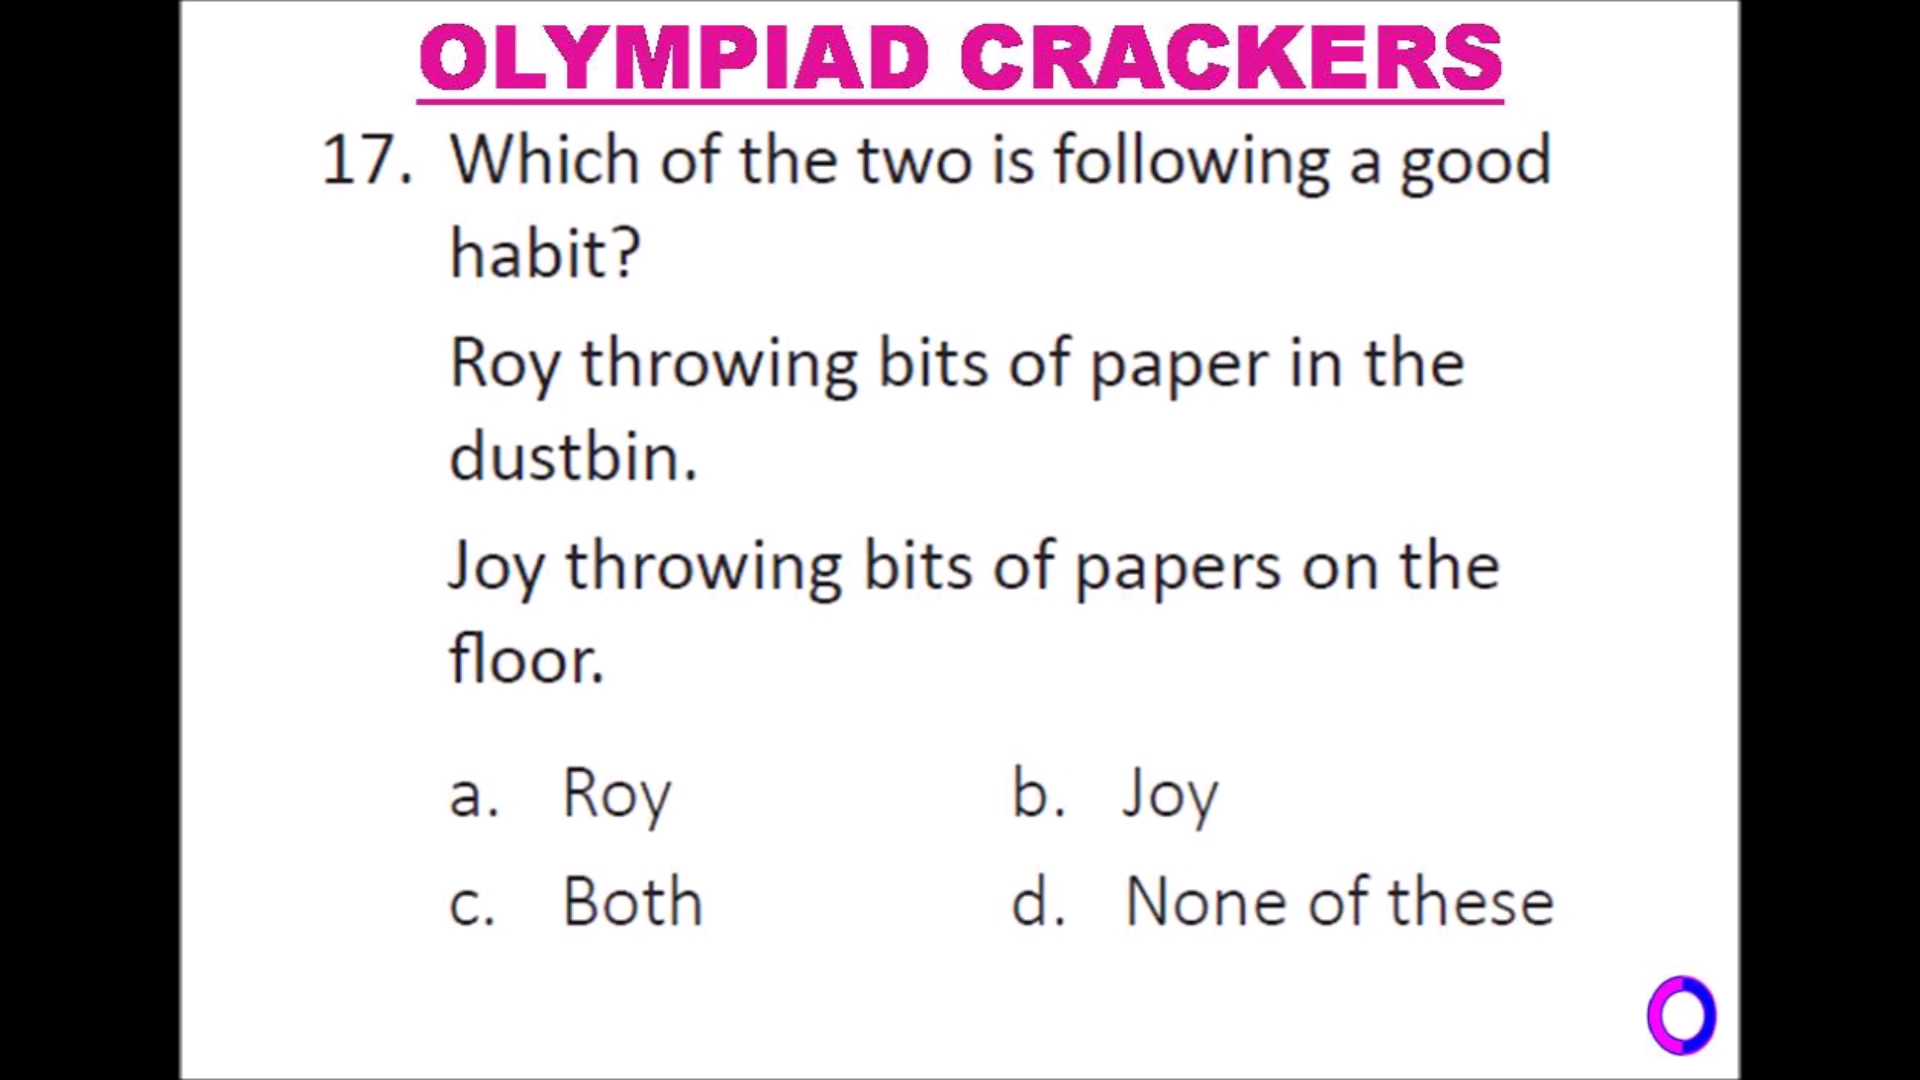 OLYMPIAD CRACKERS
17. Which of the two is following a good
habit?
Roy throwing bits of paper in the
dustbin.
Joy throwing bits of papers on the
floor.
a. Roy b. Joy
c. Both d. None of these